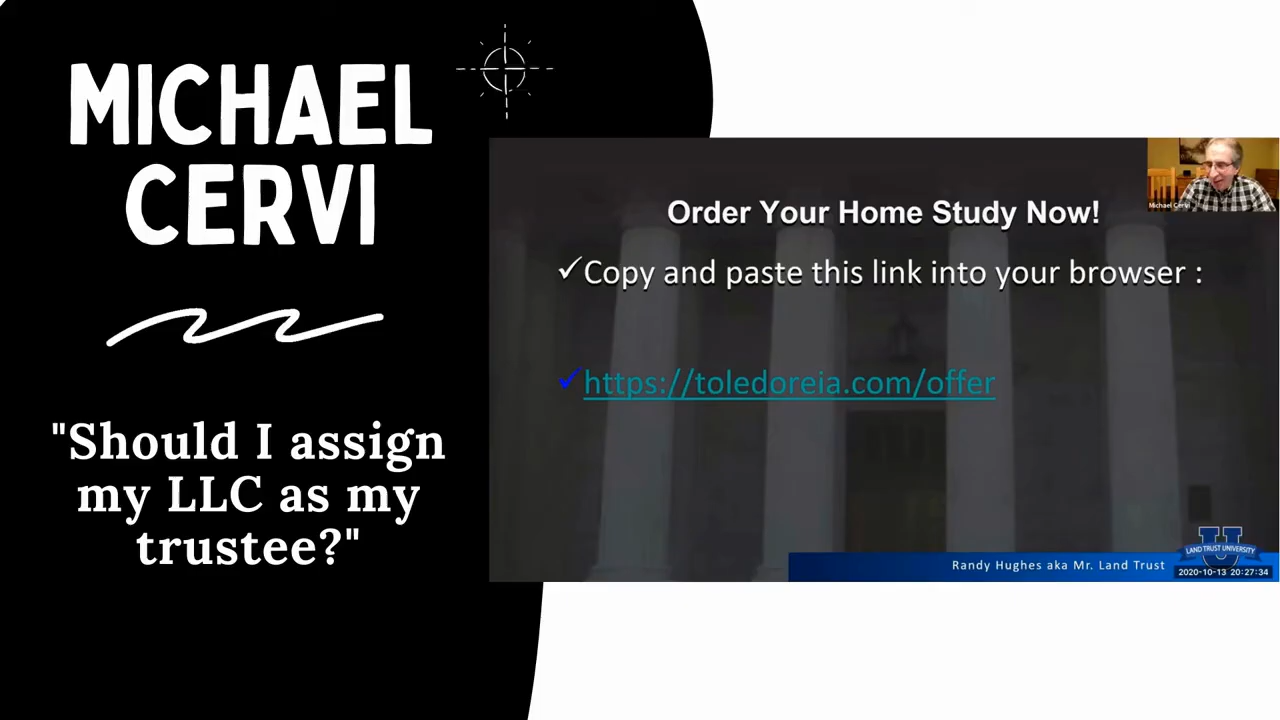 MICHAEL
CERVI
"Should I assign
my LLC as my
trustee?"
Order Your Home Study Now!
✓Copy and paste this link into your browser :
✓https://toledoreia.com/offer
Michael Cervi
Randy Hughes aka Mr. Land Trust
U
LAND TRUST UNIVERSITY
2020-10-13 20:27:34